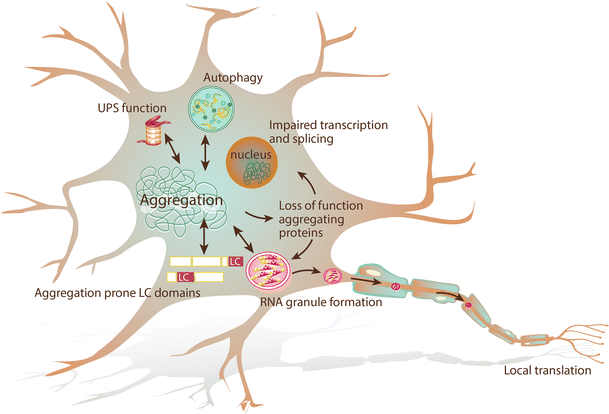 Autophagy
UPS function
Impaired transcription
and splicing
nucleus
Aggregation
Loss of function
aggregating
proteins
LC
LC
Aggregation prone LC domains
RNA granule formation
Local translation